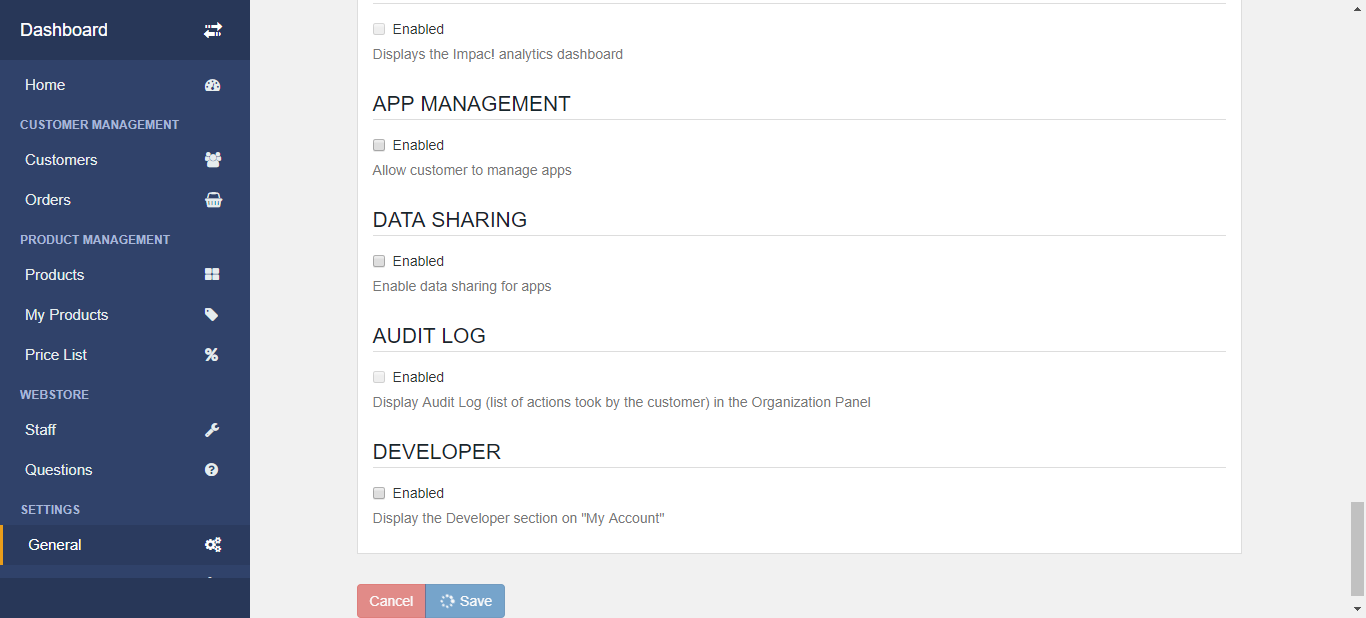 Dashboard
Home
CUSTOMER MANAGEMENT
Customers
Orders
PRODUCT MANAGEMENT
Products
My Products
Price List
WEBSTORE
Staff
Questions
SETTINGS
General
Enabled
Displays the Impac! analytics dashboard
APP MANAGEMENT
Enabled
Allow customer to manage apps
DATA SHARING
Enabled
Enable data sharing for apps
AUDIT LOG
Enabled
Display Audit Log (list of actions took by the customer) in the Organization Panel
DEVELOPER
Enabled
Display the Developer section on "My Account"
Cancel
Save